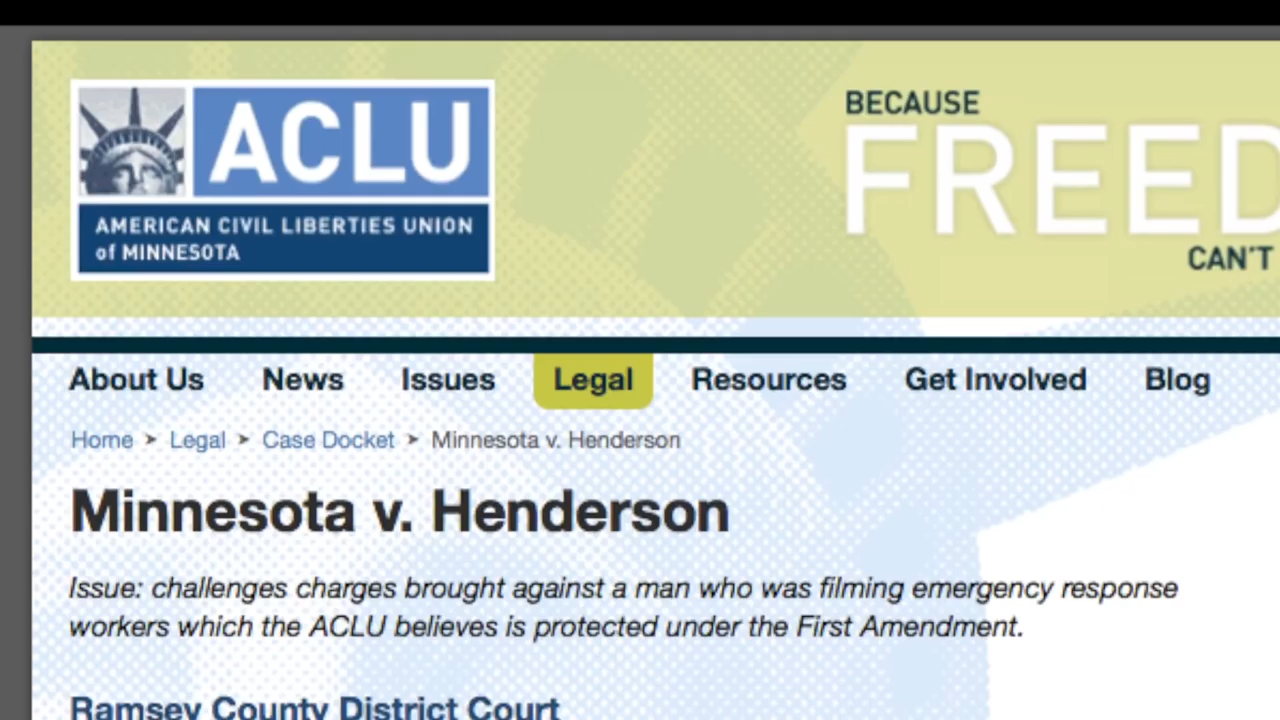 ACLU
AMERICAN CIVIL LIBERTIES UNION
of MINNESOTA
BECAUSE
FREED
CAN'T
About Us News Issues Legal Resources Get Involved Blog
Home ➤ Legal ➤ Case Docket ➤ Minnesota v. Henderson
Minnesota v. Henderson
Issue: challenges charges brought against a man who was filming emergency response
workers which the ACLU believes is protected under the First Amendment.
Ramsey County District Court